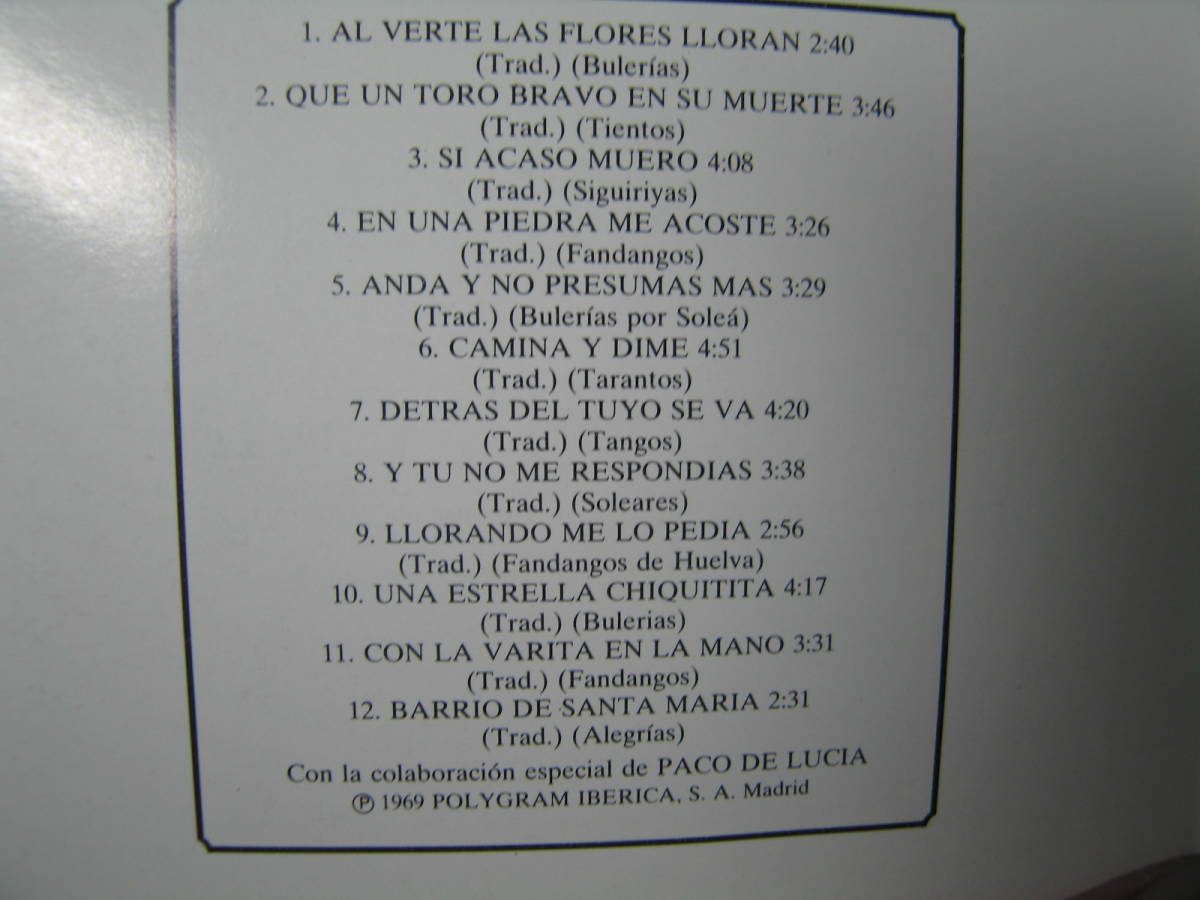 1. AL VERTE LAS FLORES LLORAN 2:40
(Trad.) (Bulerías)
2. QUE UN TORO BRAVO EN SU MUERTE 3:46
(Trad.) (Tientos)
3. SI ACASO MUERO 4:08
(Trad.) (Siguiriyas)
4. EN UNA PIEDRA ME ACOSTE 3:26
(Trad.) (Fandangos)
5. ANDA Y NO PRESUMAS MAS 3:29
(Trad.) (Bulerías por Soleá)
6. CAMINA Y DIME 4:51
(Trad.) (Tarantos)
7. DETRAS DEL TUYO SE VA 4:20
(Trad.) (Tangos)
8. Y TU NO ME RESPONDIAS 3:38
(Trad.) (Soleares)
9. LLORANDO ME LO PEDIA 2:56
(Trad.) (Fandangos de Huelva)
10. UNA ESTRELLA CHIQUITITA 4:17
(Trad.) (Bulerias)
11. CON LA VARITA EN LA MANO 3:31
(Trad.) (Fandangos)
12. BARRIO DE SANTA MARIA 2:31
(Trad.) (Alegrías)
Con la colaboración especial de PACO DE LUCIA
℗ 1969 POLYGRAM IBERICA, S. A. Madrid